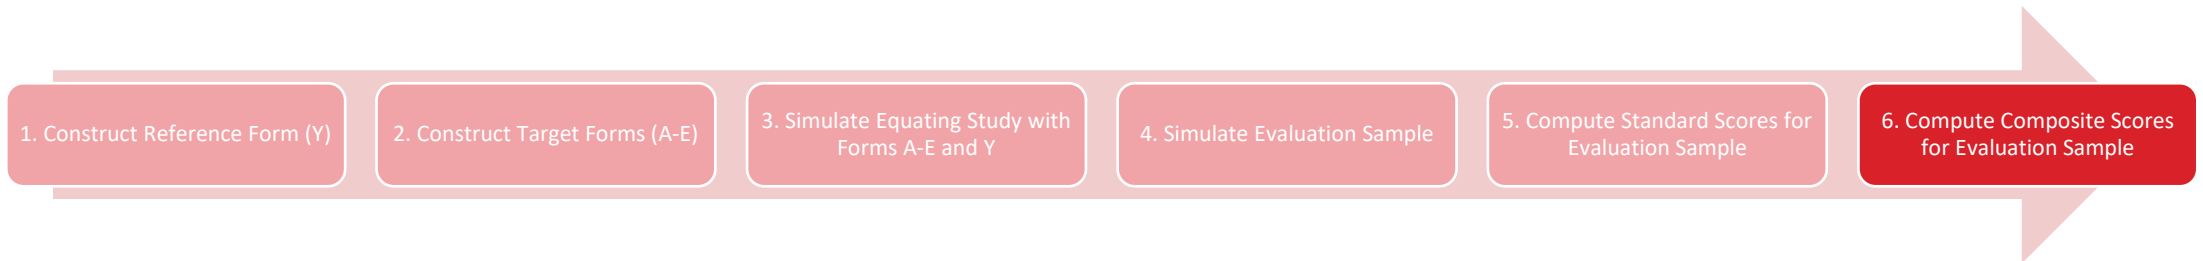 1. Construct Reference Form (Y)
2. Construct Target Forms (A-E)
3. Simulate Equating Study with
Forms A-E and Y
4. Simulate Evaluation Sample
5. Compute Standard Scores for
Evaluation Sample
6. Compute Composite Scores
for Evaluation Sample